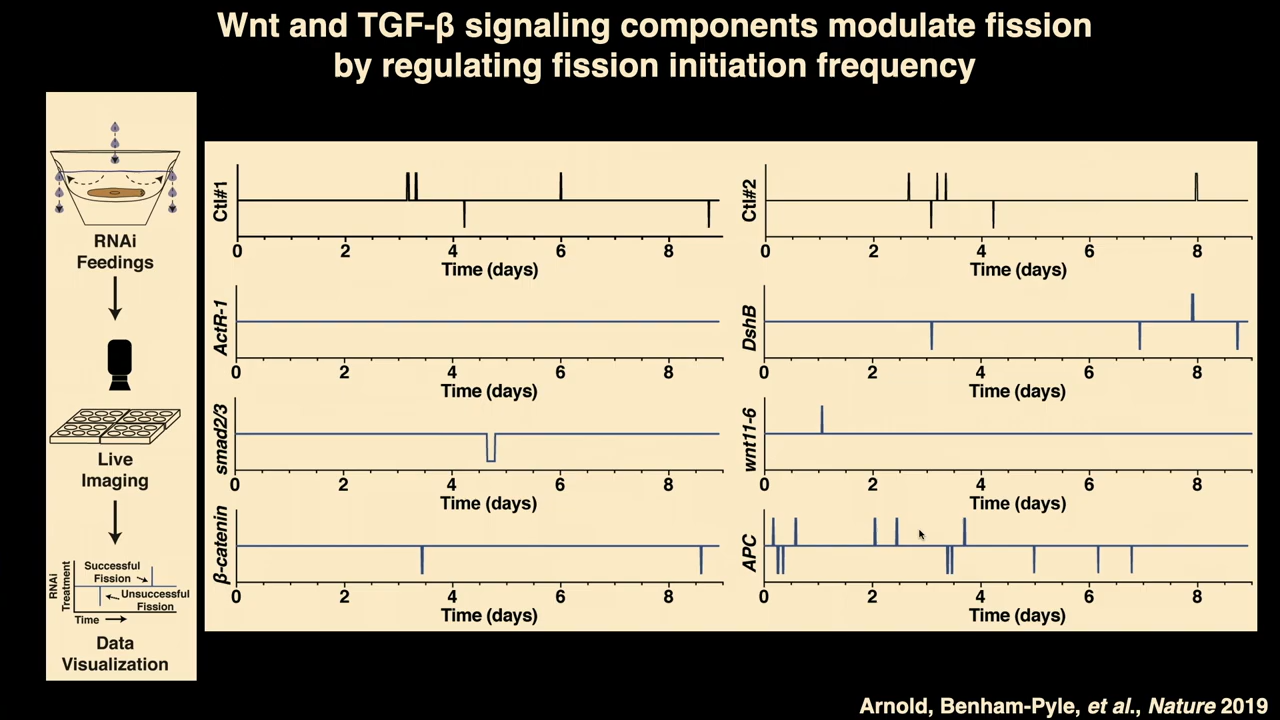 Wnt and TGF-β signaling components modulate fission
by regulating fission initiation frequency
RNAi
Feedings
Live
Imaging
RNAi
Treatment
Successful
Fission
Unsuccessful
Fission
Time
Data
Visualization
Ctl#1
0 2 4 6 8
Time (days)
Ctl#2
0 2 4 6 8
Time (days)
ActR-1
0 2 4 6 8
Time (days)
DshB
0 2 4 6 8
Time (days)
smad2/3
0 2 4 6 8
Time (days)
wnt11-6
0 2 4 6 8
Time (days)
β-catenin
0 2 4 6 8
Time (days)
APC
0 2 4 6 8
Time (days)
Arnold, Benham-Pyle, et al., Nature 2019